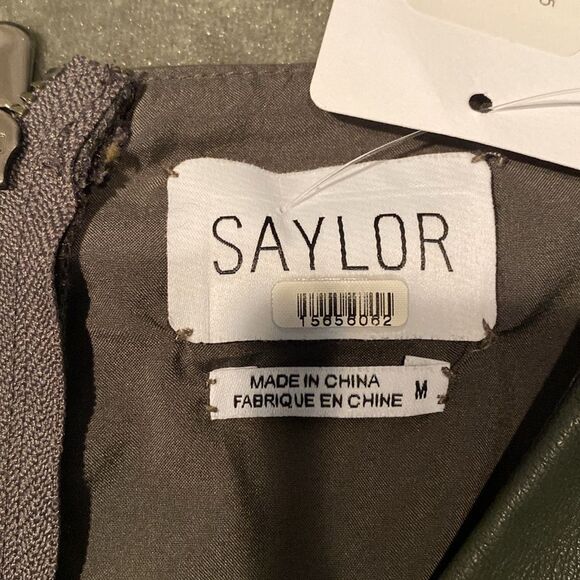 SAYLOR
15656062
MADE IN CHINA
FABRIQUE EN CHINE
M